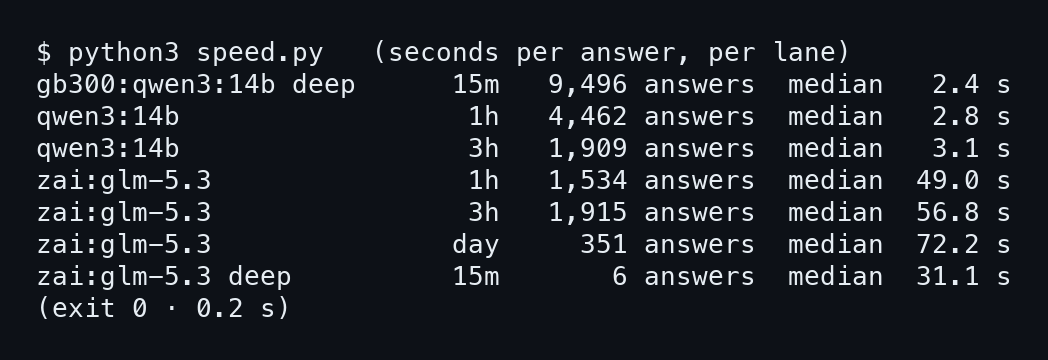 $ python3 speed.py   (seconds per answer, per lane)
gb300:qwen3:14b deep      15m   9,496 answers  median   2.4 s
qwen3:14b                  1h   4,462 answers  median   2.8 s
qwen3:14b                  3h   1,909 answers  median   3.1 s
zai:glm-5.3                1h   1,534 answers  median  49.0 s
zai:glm-5.3                3h   1,915 answers  median  56.8 s
zai:glm-5.3               day     351 answers  median  72.2 s
zai:glm-5.3 deep          15m       6 answers  median  31.1 s
(exit 0 · 0.2 s)